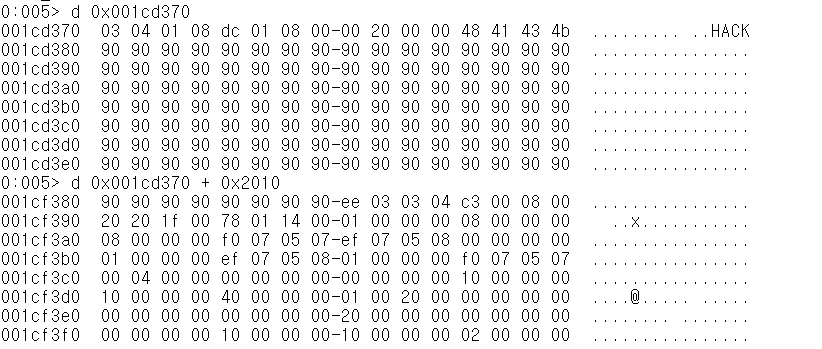 0:005> d 0x001cd370
001cd370  03 04 01 08 dc 01 08 00-00 20 00 00 48 41 43 4b  ......... ..HACK
001cd380  90 90 90 90 90 90 90 90-90 90 90 90 90 90 90 90  ................
001cd390  90 90 90 90 90 90 90 90-90 90 90 90 90 90 90 90  ................
001cd3a0  90 90 90 90 90 90 90 90-90 90 90 90 90 90 90 90  ................
001cd3b0  90 90 90 90 90 90 90 90-90 90 90 90 90 90 90 90  ................
001cd3c0  90 90 90 90 90 90 90 90-90 90 90 90 90 90 90 90  ................
001cd3d0  90 90 90 90 90 90 90 90-90 90 90 90 90 90 90 90  ................
001cd3e0  90 90 90 90 90 90 90 90-90 90 90 90 90 90 90 90  ................
0:005> d 0x001cd370 + 0x2010
001cf380  90 90 90 90 90 90 90 90-ee 03 03 04 c3 00 08 00  ................
001cf390  20 20 1f 00 78 01 14 00-01 00 00 00 08 00 00 00    ..x...........
001cf3a0  08 00 00 00 f0 07 05 07-ef 07 05 08 00 00 00 00  ................
001cf3b0  01 00 00 00 ef 07 05 08-01 00 00 00 f0 07 05 07  ................
001cf3c0  00 04 00 00 00 00 00 00-00 00 00 00 10 00 00 00  ................
001cf3d0  10 00 00 00 40 00 00 00-01 00 20 00 00 00 00 00  ....@..... .....
001cf3e0  00 00 00 00 00 00 00 00-20 00 00 00 00 00 00 00  ........ .......
001cf3f0  00 00 00 00 10 00 00 00-10 00 00 00 02 00 00 00  ................